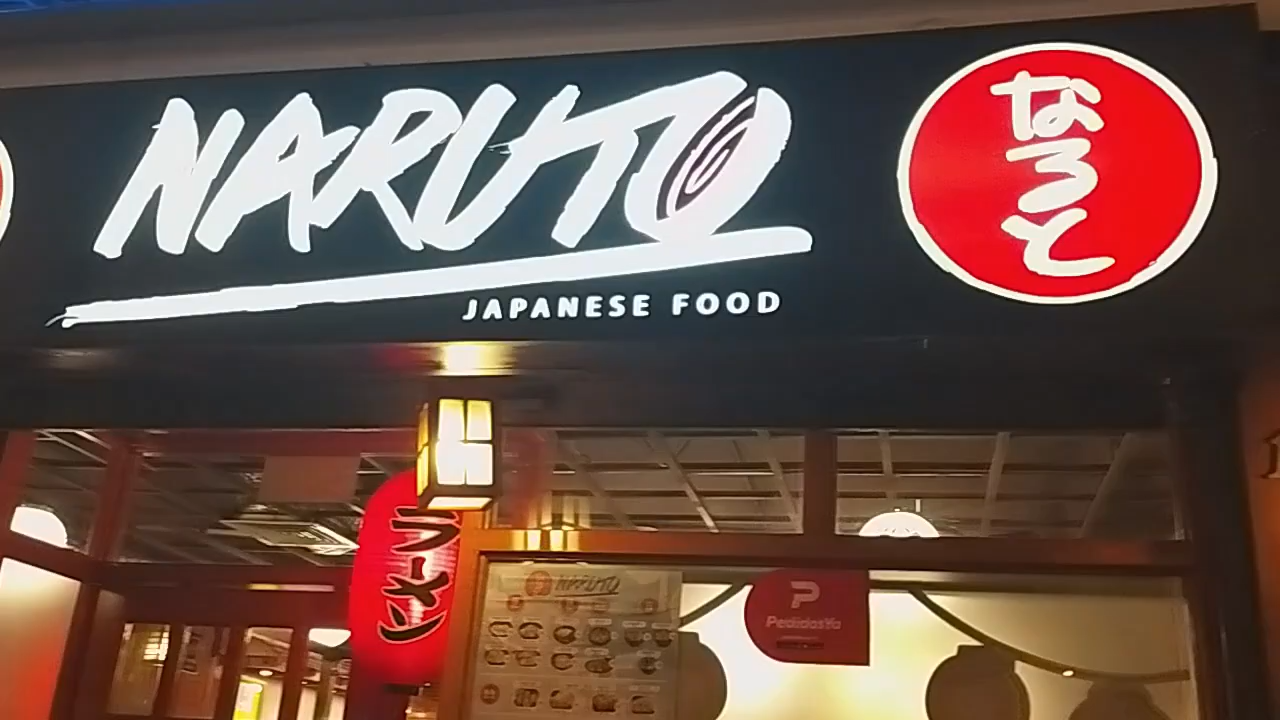 NARUTO
JAPANESE FOOD
なると
ラーメン
NARUTO
PedidosYa